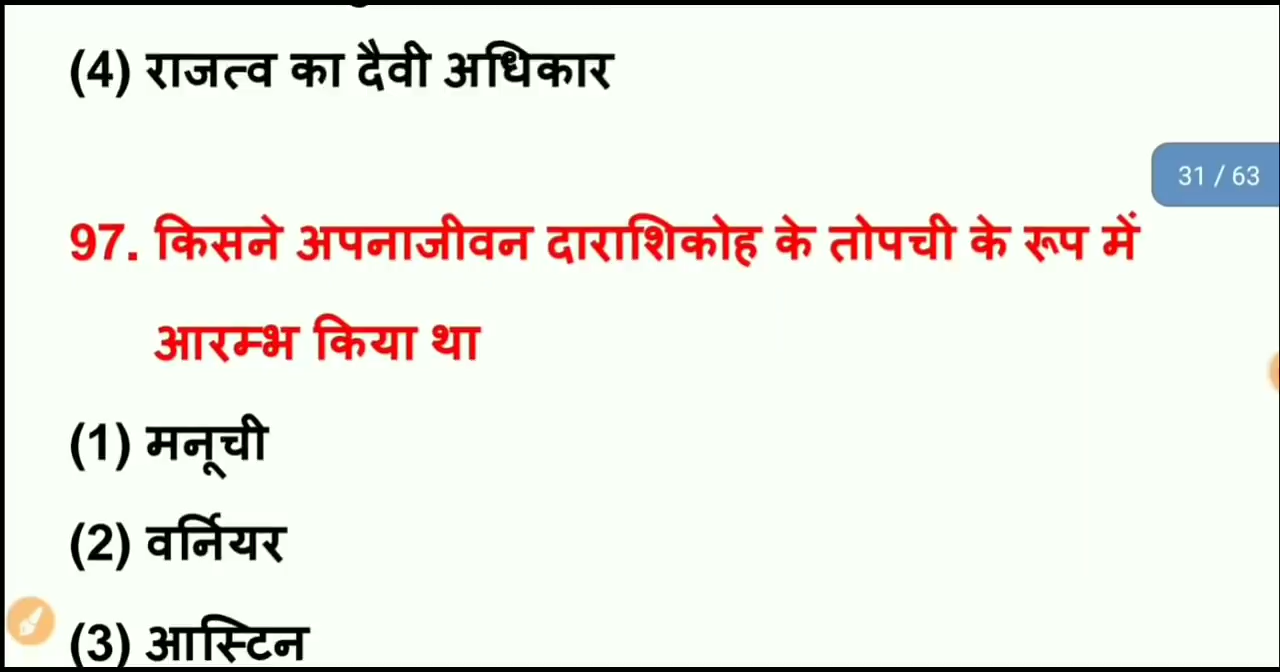 (4) राजत्व का दैवी अधिकार
31 / 63
97. किसने अपनाजीवन दाराशिकोह के तोपची के रूप में
आरम्भ किया था
(1) मनूची
(2) वर्नियर
(3) आस्टिन